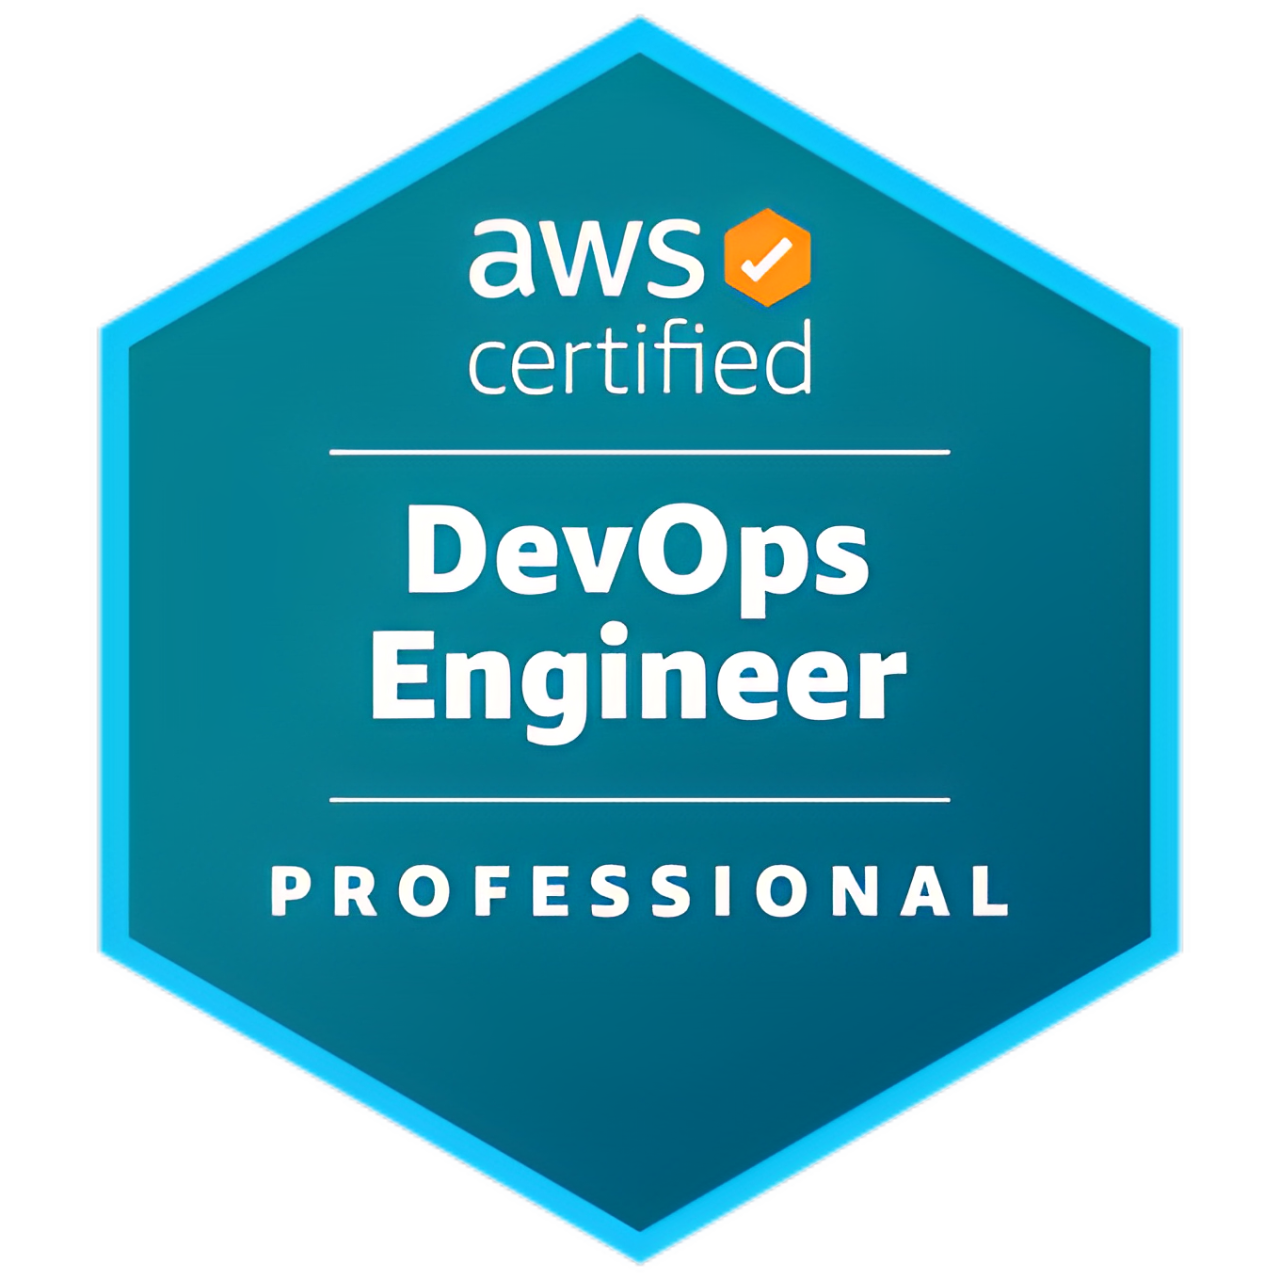 aws
certified
DevOps
Engineer
PROFESSIONAL